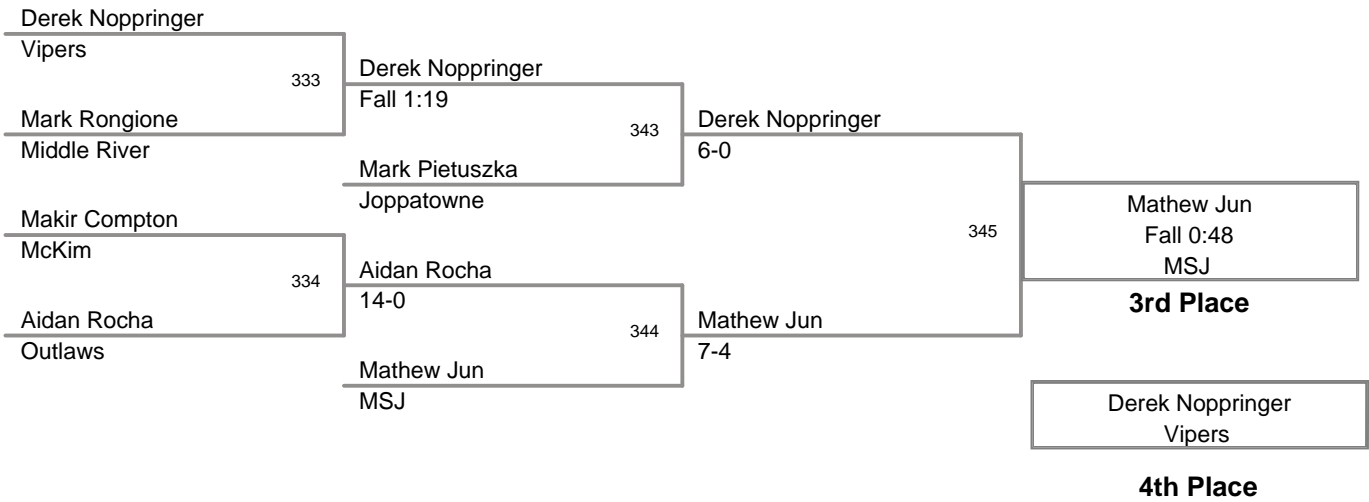 Derek Noppringer
Vipers
333
Derek Noppringer
Fall 1:19
Mark Rongione
Middle River
343
Derek Noppringer
6-0
Mark Pietuszka
Joppatowne
Makir Compton
McKim
345
Mathew Jun
Fall 0:48
MSJ
3rd Place
334
Aidan Rocha
14-0
Aidan Rocha
Outlaws
344
Mathew Jun
7-4
Mathew Jun
MSJ
Derek Noppringer
Vipers
4th Place